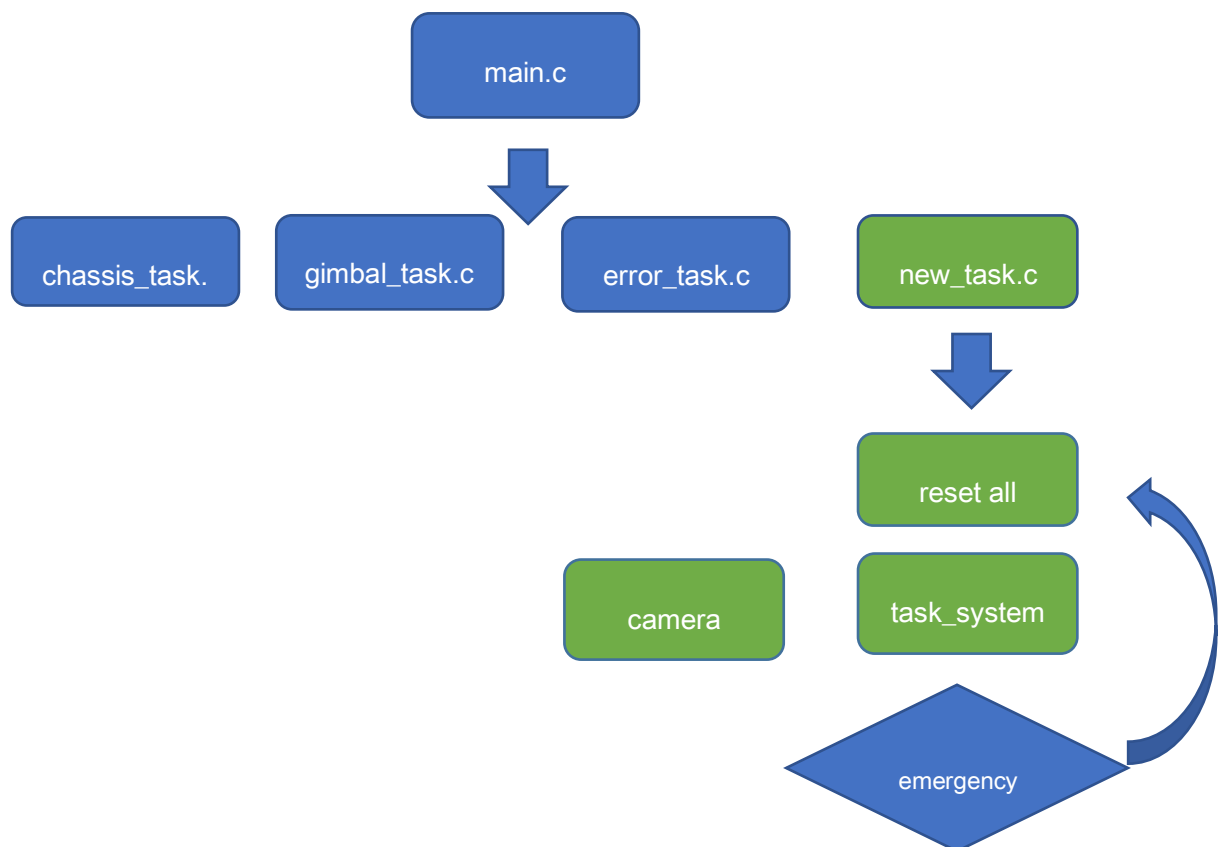 main.c
chassis_task.
gimbal_task.c
error_task.c
new_task.c
reset all
camera
task_system
emergency